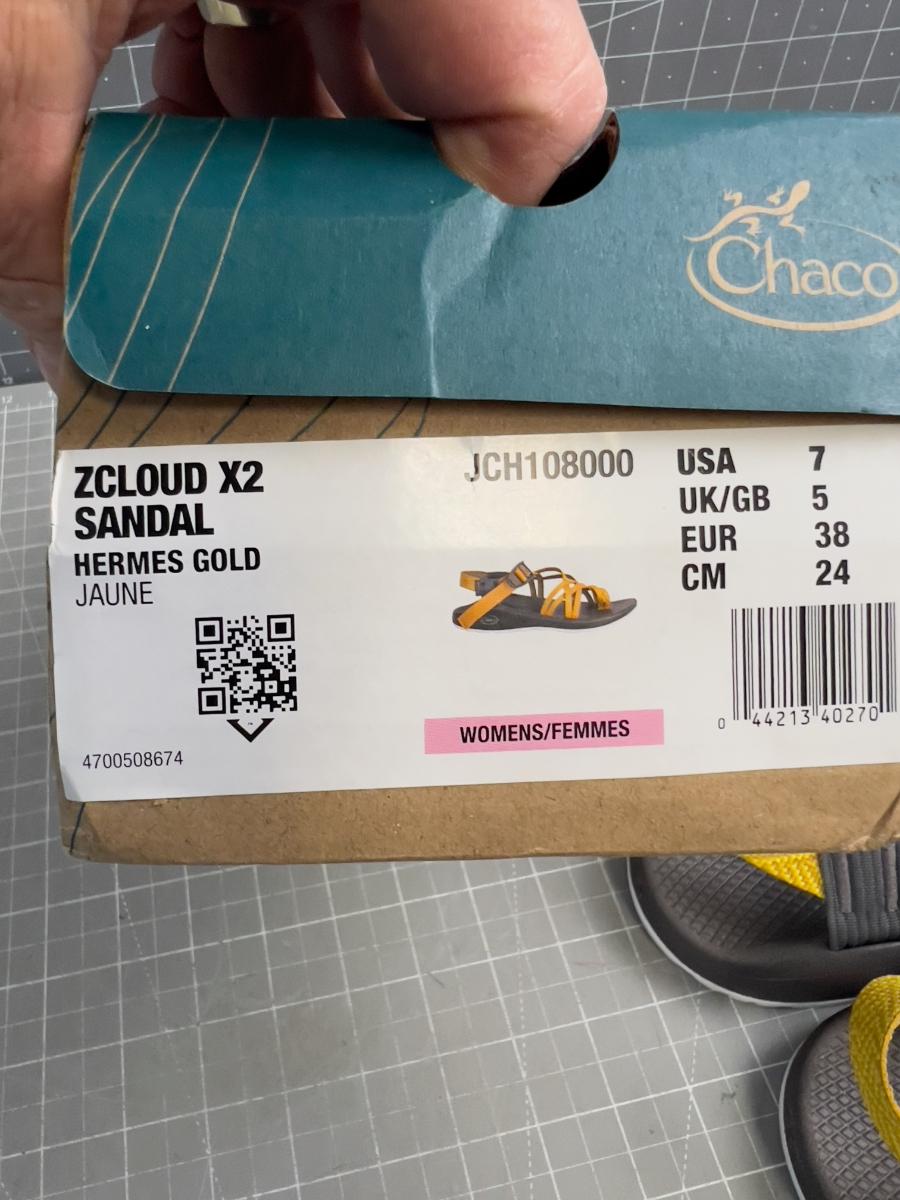 Chaco
ZCLOUD X2
SANDAL
HERMES GOLD
JAUNE
4700508674
JCH108000
WOMENS/FEMMES
USA 7
UK/GB 5
EUR 38
CM 24
0 44213 40270
12